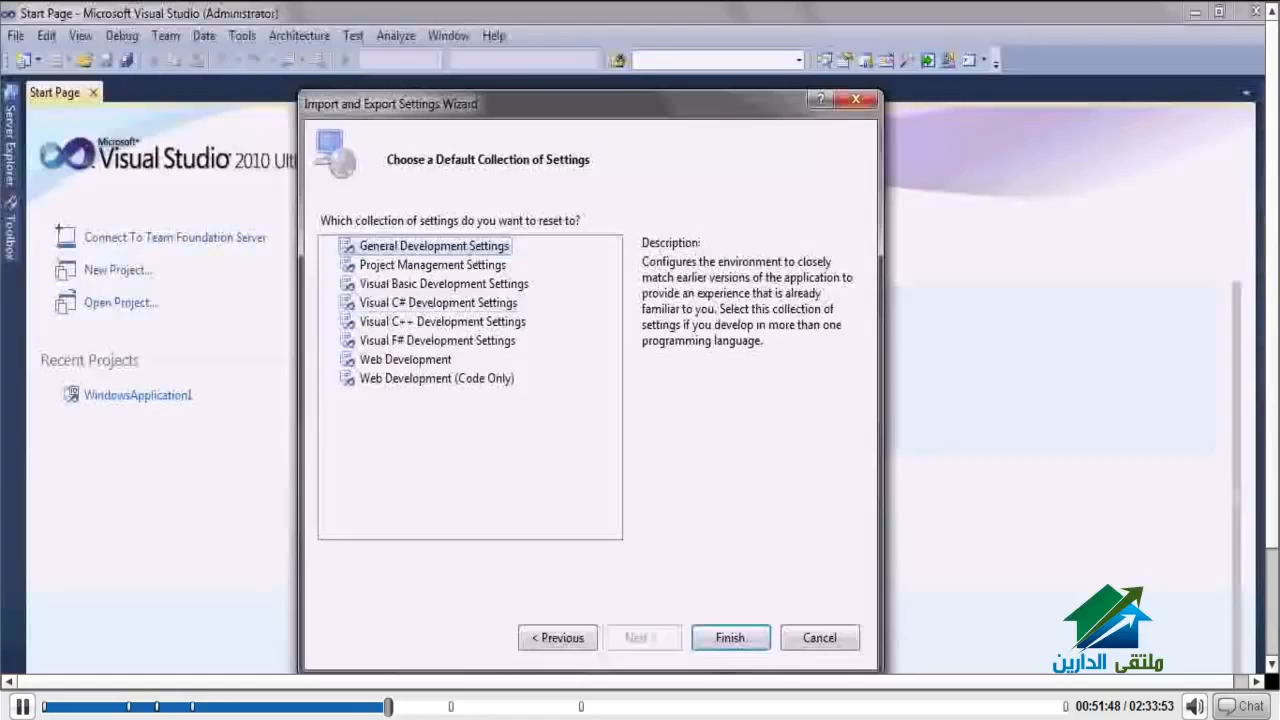 Start Page - Microsoft Visual Studio (Administrator)
File Edit View Debug Team Data Tools Architecture Test Analyze Window Help
Start Page
Server Explorer
Toolbox
Microsoft
Visual Studio 2010 Ulti
Connect To Team Foundation Server
New Project...
Open Project...
Recent Projects
WindowsApplication1
Import and Export Settings Wizard
Choose a Default Collection of Settings
Which collection of settings do you want to reset to?
General Development Settings
Project Management Settings
Visual Basic Development Settings
Visual C# Development Settings
Visual C++ Development Settings
Visual F# Development Settings
Web Development
Web Development (Code Only)
Description:
Configures the environment to closely
match earlier versions of the application to
provide an experience that is already
familiar to you. Select this collection of
settings if you develop in more than one
programming language.
< Previous
Next >
Finish
Cancel
ملتقى الدارين
00:51:48 / 02:33:53
Chat